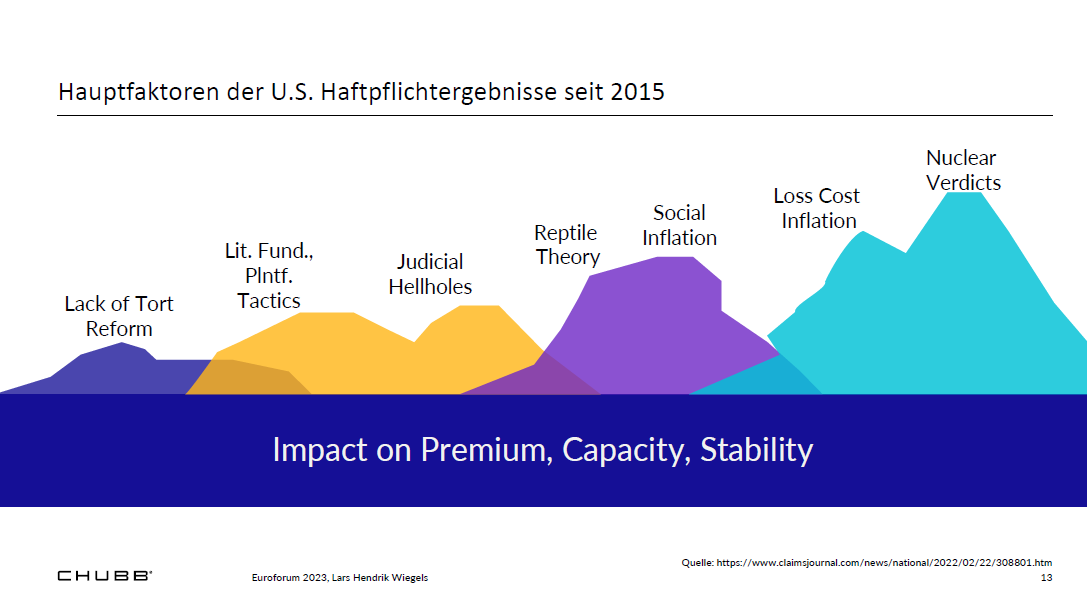 Hauptfaktoren der U.S. Haftpflichtergebnisse seit 2015
Lack of Tort
Reform
Lit. Fund.,
Plntf.
Tactics
Judicial
Hellholes
Reptile
Theory
Social
Inflation
Loss Cost
Inflation
Nuclear
Verdicts
Impact on Premium, Capacity, Stability
Quelle: https://www.claimsjournal.com/news/national/2022/02/22/308801.htm
CHUBB®
Euroforum 2023, Lars Hendrik Wiegels
13